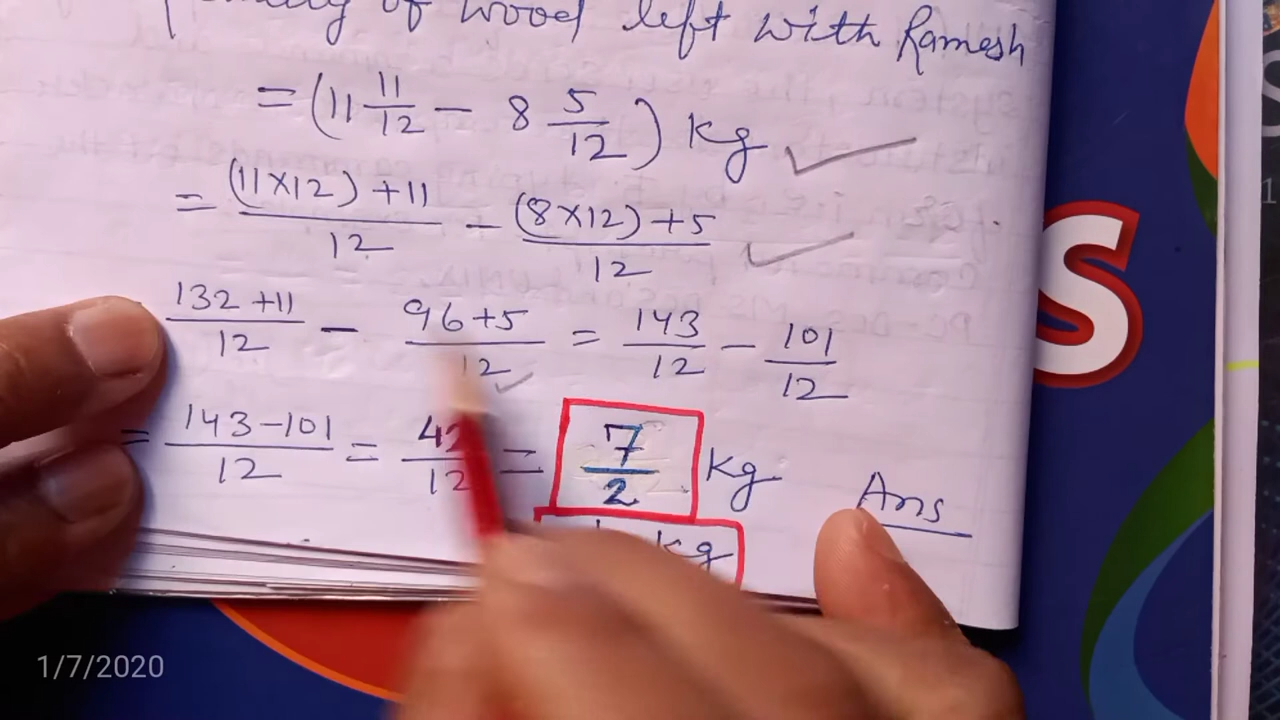 of wood left with Ramesh
= (11 11/12 - 8 5/12) kg
= (11×12)+11/12 - (8×12)+5/12
132+11/12 - 96+5/12 = 143/12 - 101/12
= 143-101/12 = 42/12 = 7/2 kg Ans
kg
S
1/7/2020